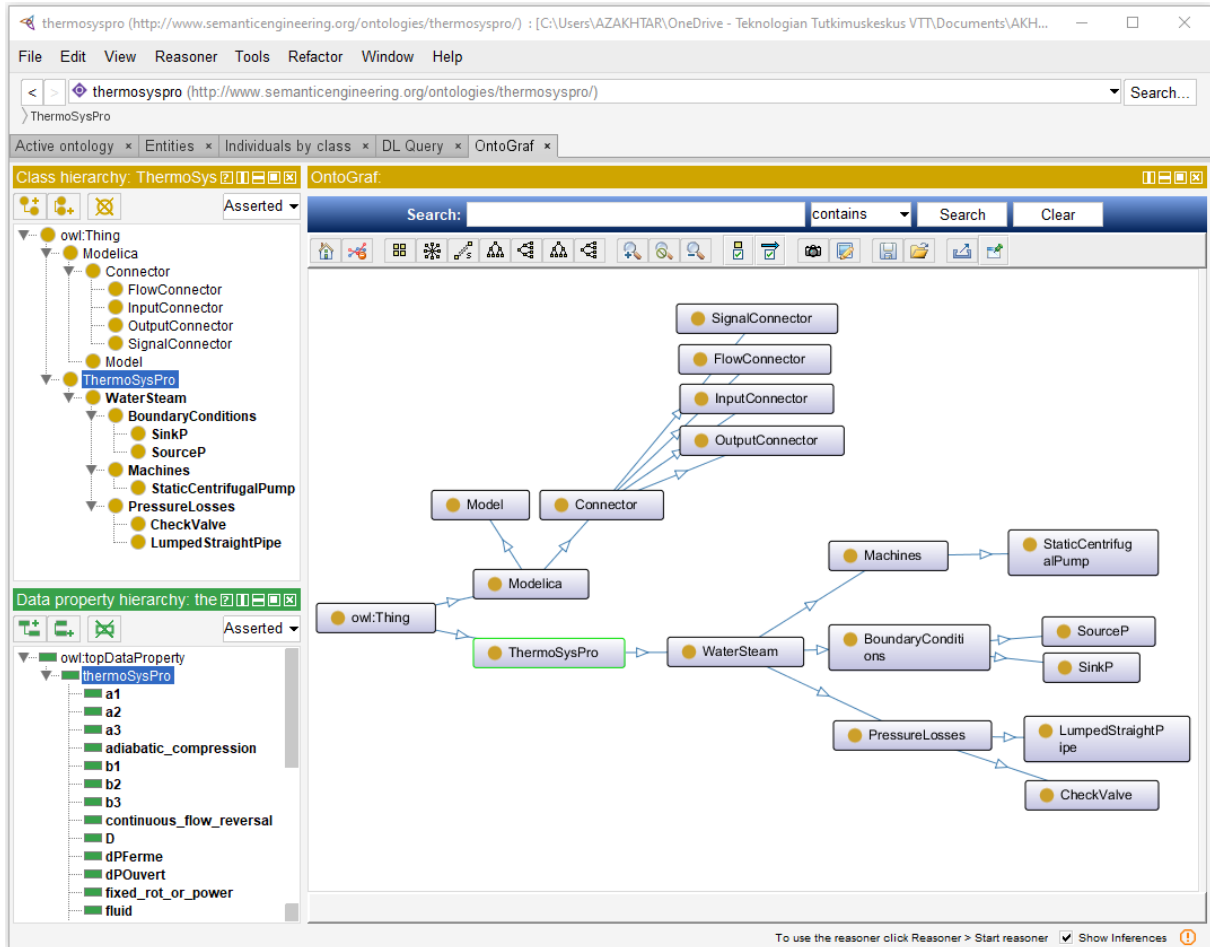 thermosyspro (http://www.semanticengineering.org/ontologies/thermosyspro/) : [C:\Users\AZAKHTAR\OneDrive - Teknologian Tutkimuskeskus VTT\Documents\AKH...
File Edit View Reasoner Tools Refactor Window Help
< > thermosyspro (http://www.semanticengineering.org/ontologies/thermosyspro/) Search...
ThermoSysPro
Active ontology × Entities × Individuals by class × DL Query × OntoGraf ×
Class hierarchy: ThermoSys
Asserted
owl:Thing
Modelica
Connector
FlowConnector
InputConnector
OutputConnector
SignalConnector
Model
ThermoSysPro
WaterSteam
BoundaryConditions
SinkP
SourceP
Machines
StaticCentrifugalPump
PressureLosses
CheckValve
LumpedStraightPipe
Data property hierarchy: the
Asserted
owl:topDataProperty
thermoSysPro
a1
a2
a3
adiabatic_compression
b1
b2
b3
continuous_flow_reversal
D
dPFerme
dPOuvert
fixed_rot_or_power
fluid
OntoGraf:
Search: contains Search Clear
SignalConnector
FlowConnector
InputConnector
OutputConnector
Model
Connector
Modelica
owl:Thing
ThermoSysPro
WaterSteam
Machines
StaticCentrifug
alPump
BoundaryConditi
ons
SourceP
SinkP
PressureLosses
LumpedStraightP
ipe
CheckValve
To use the reasoner click Reasoner > Start reasoner Show Inferences